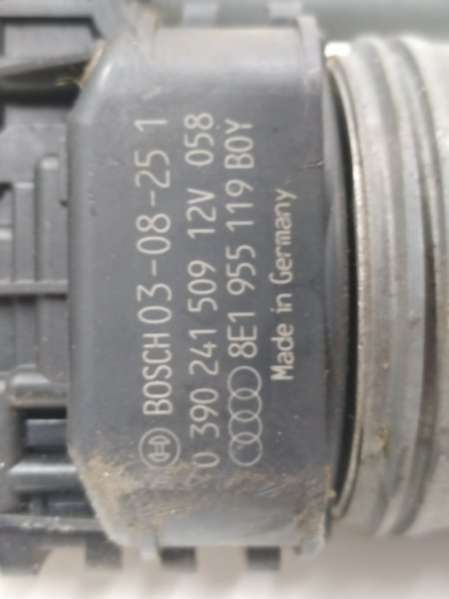 BOSCH 03-08-25 1
0 390 241 509 12V 058
8E1 955 119 B0Y
Made in Germany